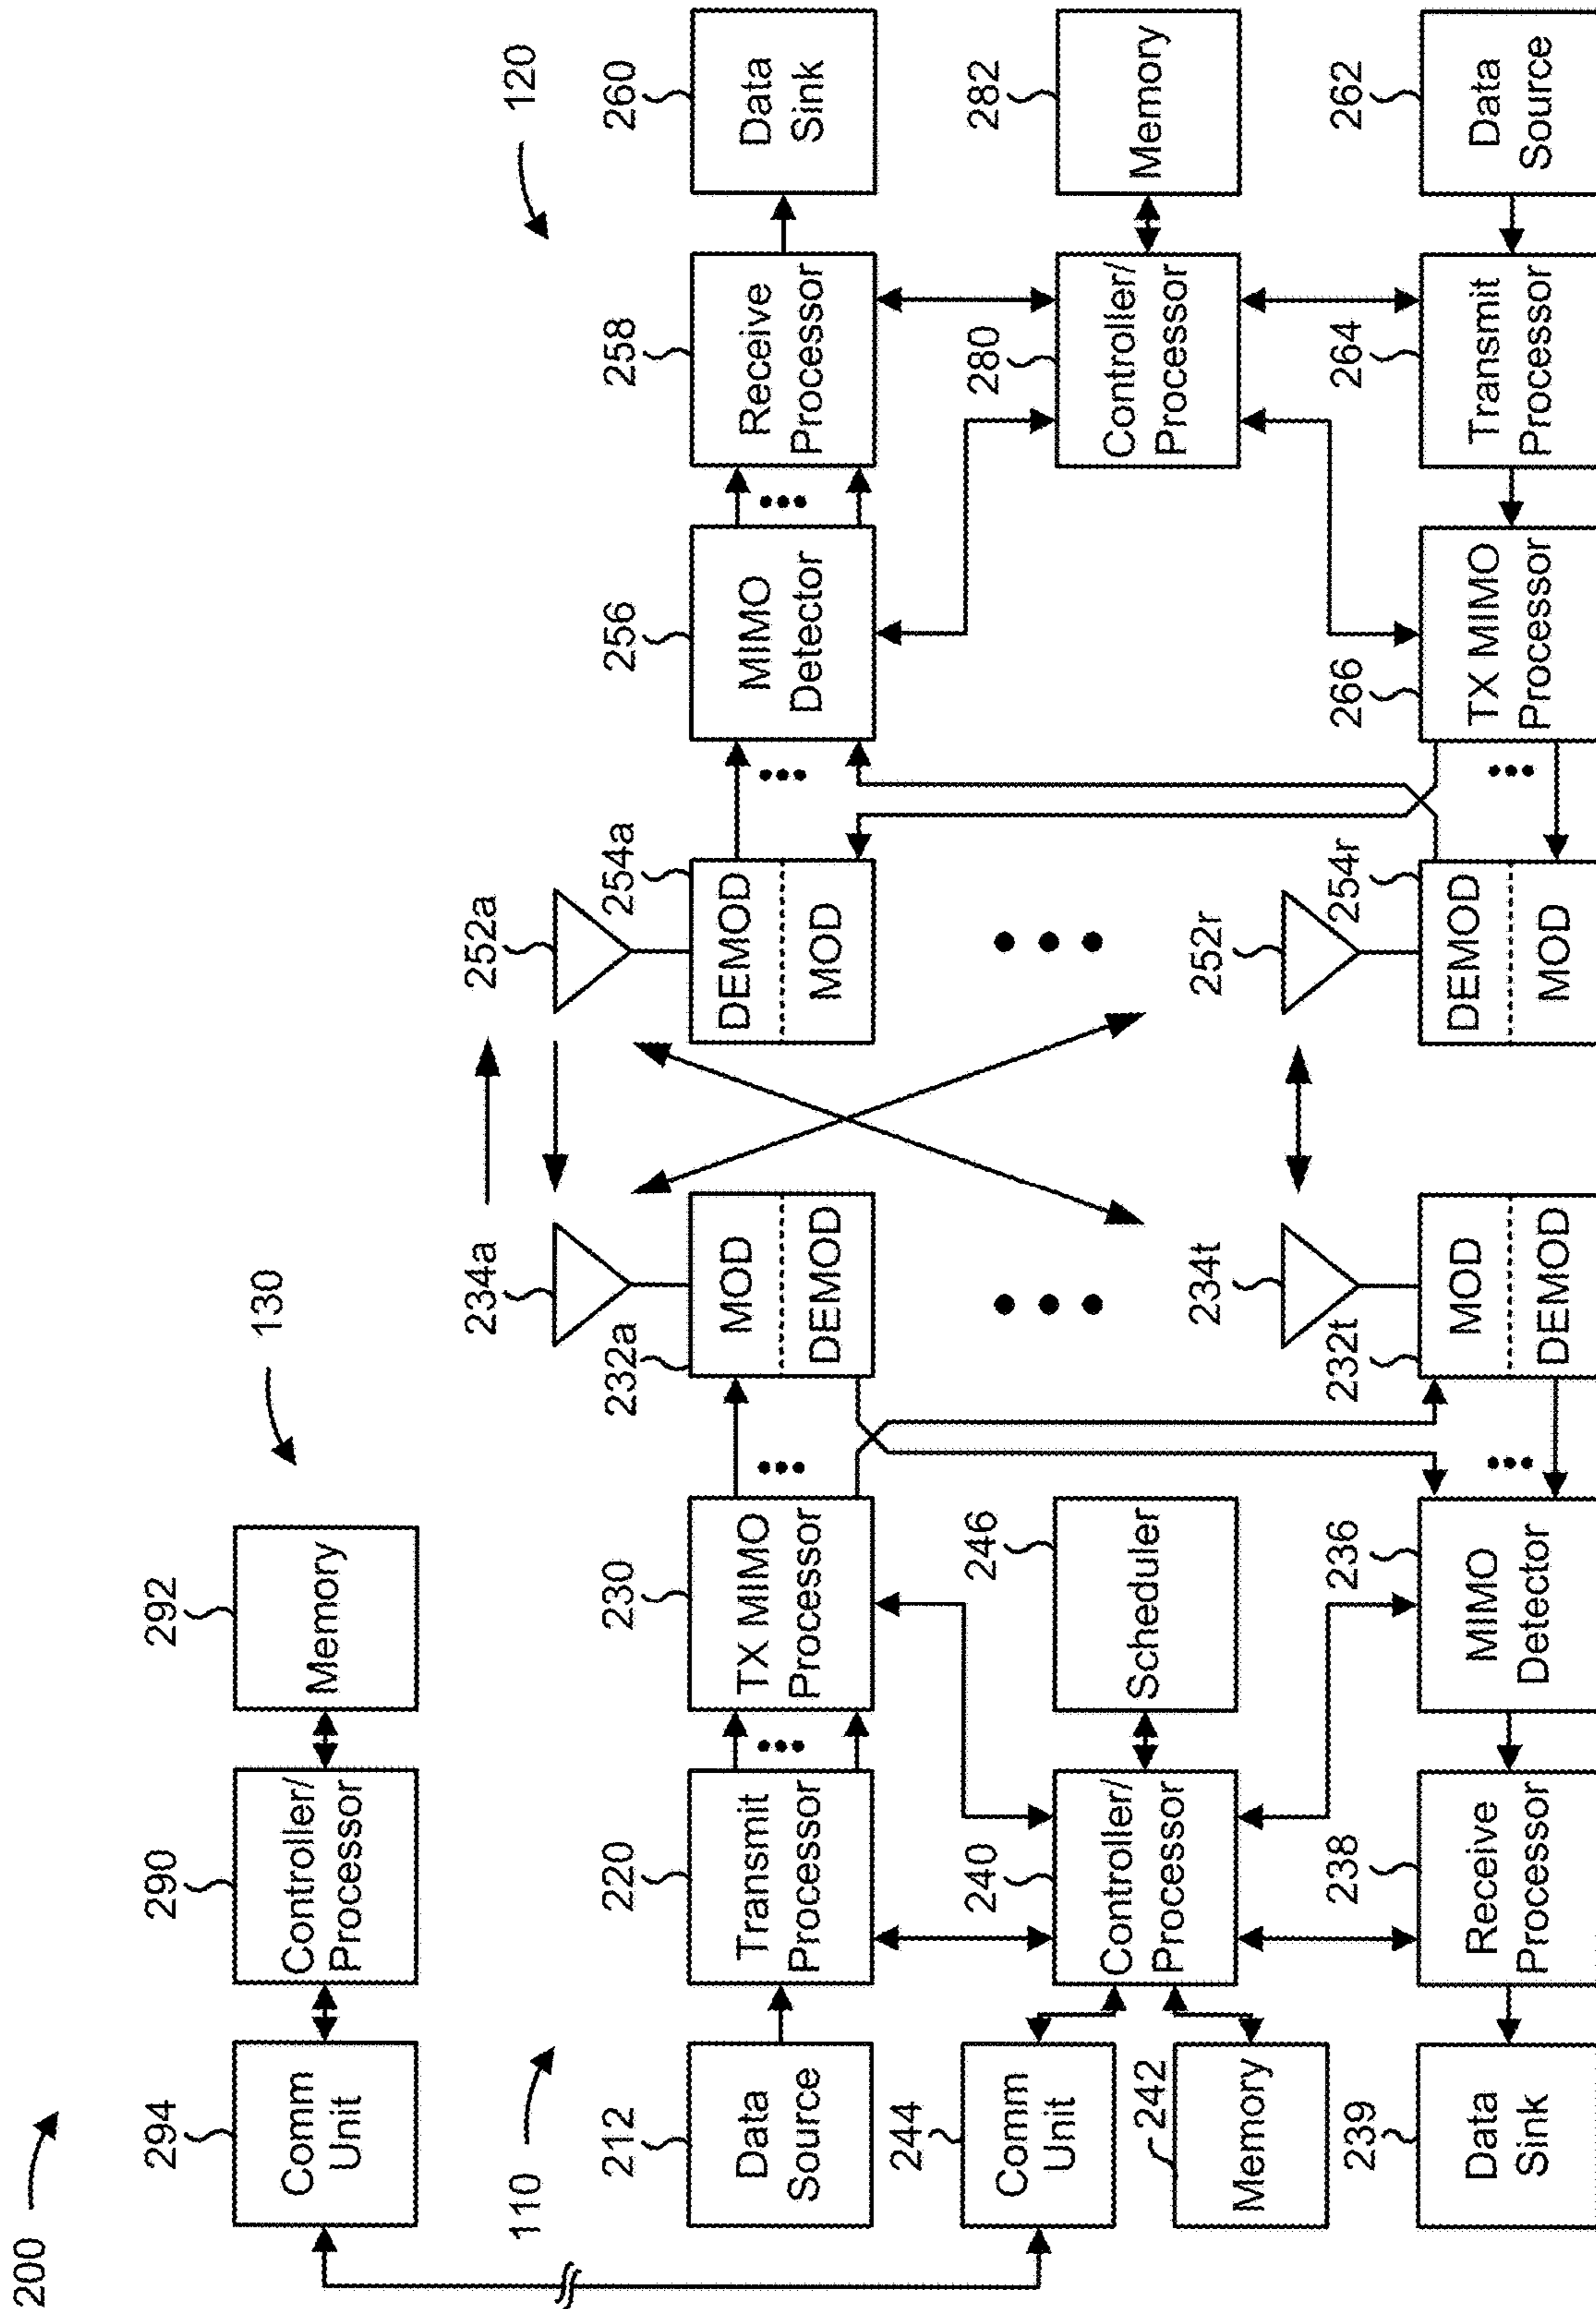 200
130
294
290
292
Comm
Unit
Controller/
Processor
Memory
110
120
234a
252a
212
220
230
232a
254a
256
258
260
Data
Source
Transmit
Processor
TX MIMO
Processor
MOD
DEMOD
DEMOD
MOD
MIMO
Detector
Receive
Processor
Data
Sink
244
240
246
280
282
Comm
Unit
Controller/
Processor
Scheduler
Controller/
Processor
Memory
242
Memory
234t
252r
239
238
236
232t
254r
266
264
262
Data
Sink
Receive
Processor
MIMO
Detector
MOD
DEMOD
DEMOD
MOD
TX MIMO
Processor
Transmit
Processor
Data
Source